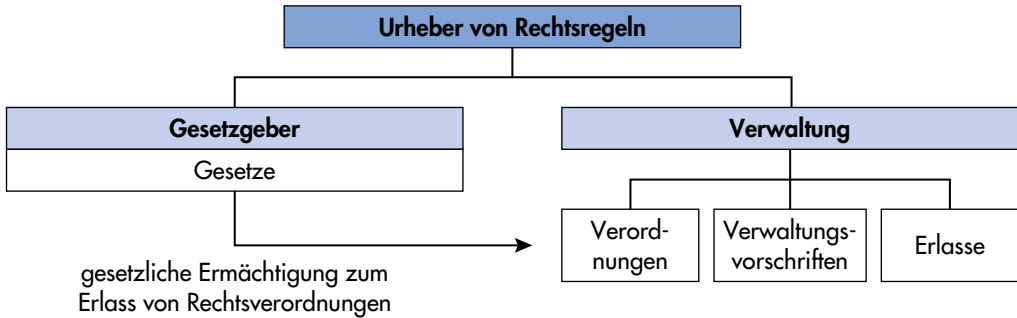 Urheber von Rechtsregeln
Gesetzgeber
Gesetze
gesetzliche Ermächtigung zum
Erlass von Rechtsverordnungen
Verwaltung
Verord-
nungen
Verwaltungs-
vorschriften
Erlasse